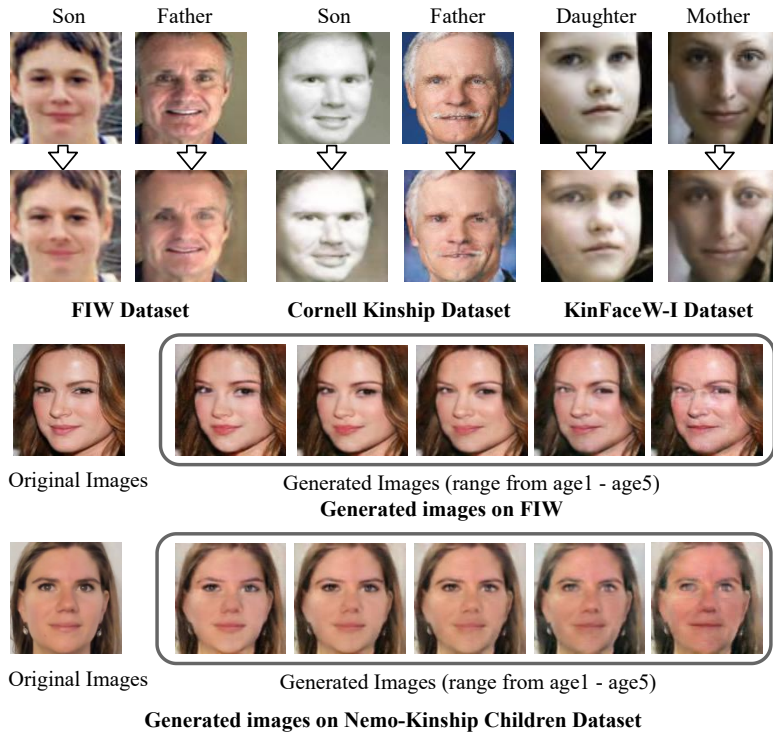 Son Father Son Father Daughter Mother
FIW Dataset Cornell Kinship Dataset KinFaceW-I Dataset
Original Images Generated Images (range from age1 - age5)
Generated images on FIW
Original Images Generated Images (range from age1 - age5)
Generated images on Nemo-Kinship Children Dataset